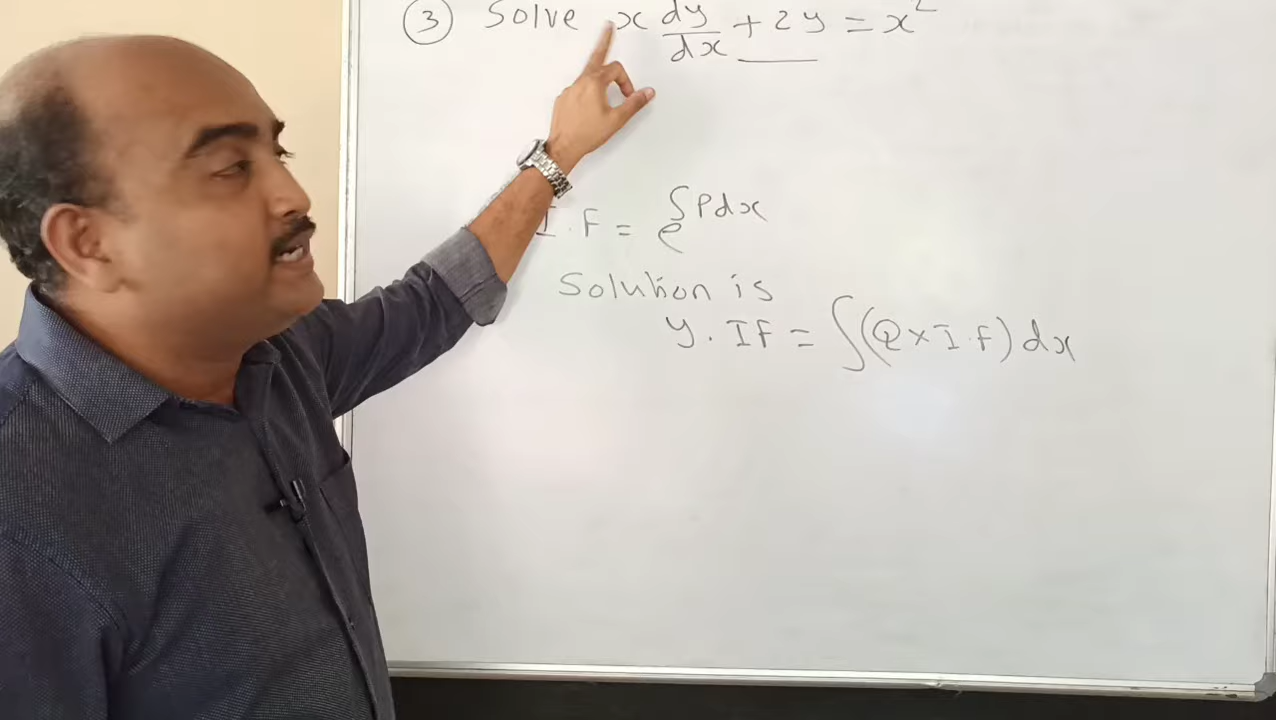 ③ Solve x dy/dx + 2y = x²
I.F = e^∫Pdx
Solution is
y. IF = ∫(Q×I.F) dx